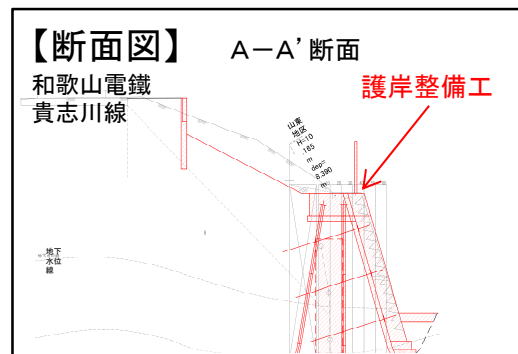 【断面図】 A－A’断面
和歌山電鐵
貴志川線
護岸整備工
山東
地区
H=10
.185
m
dep=
8.390
m
地下
水位
線